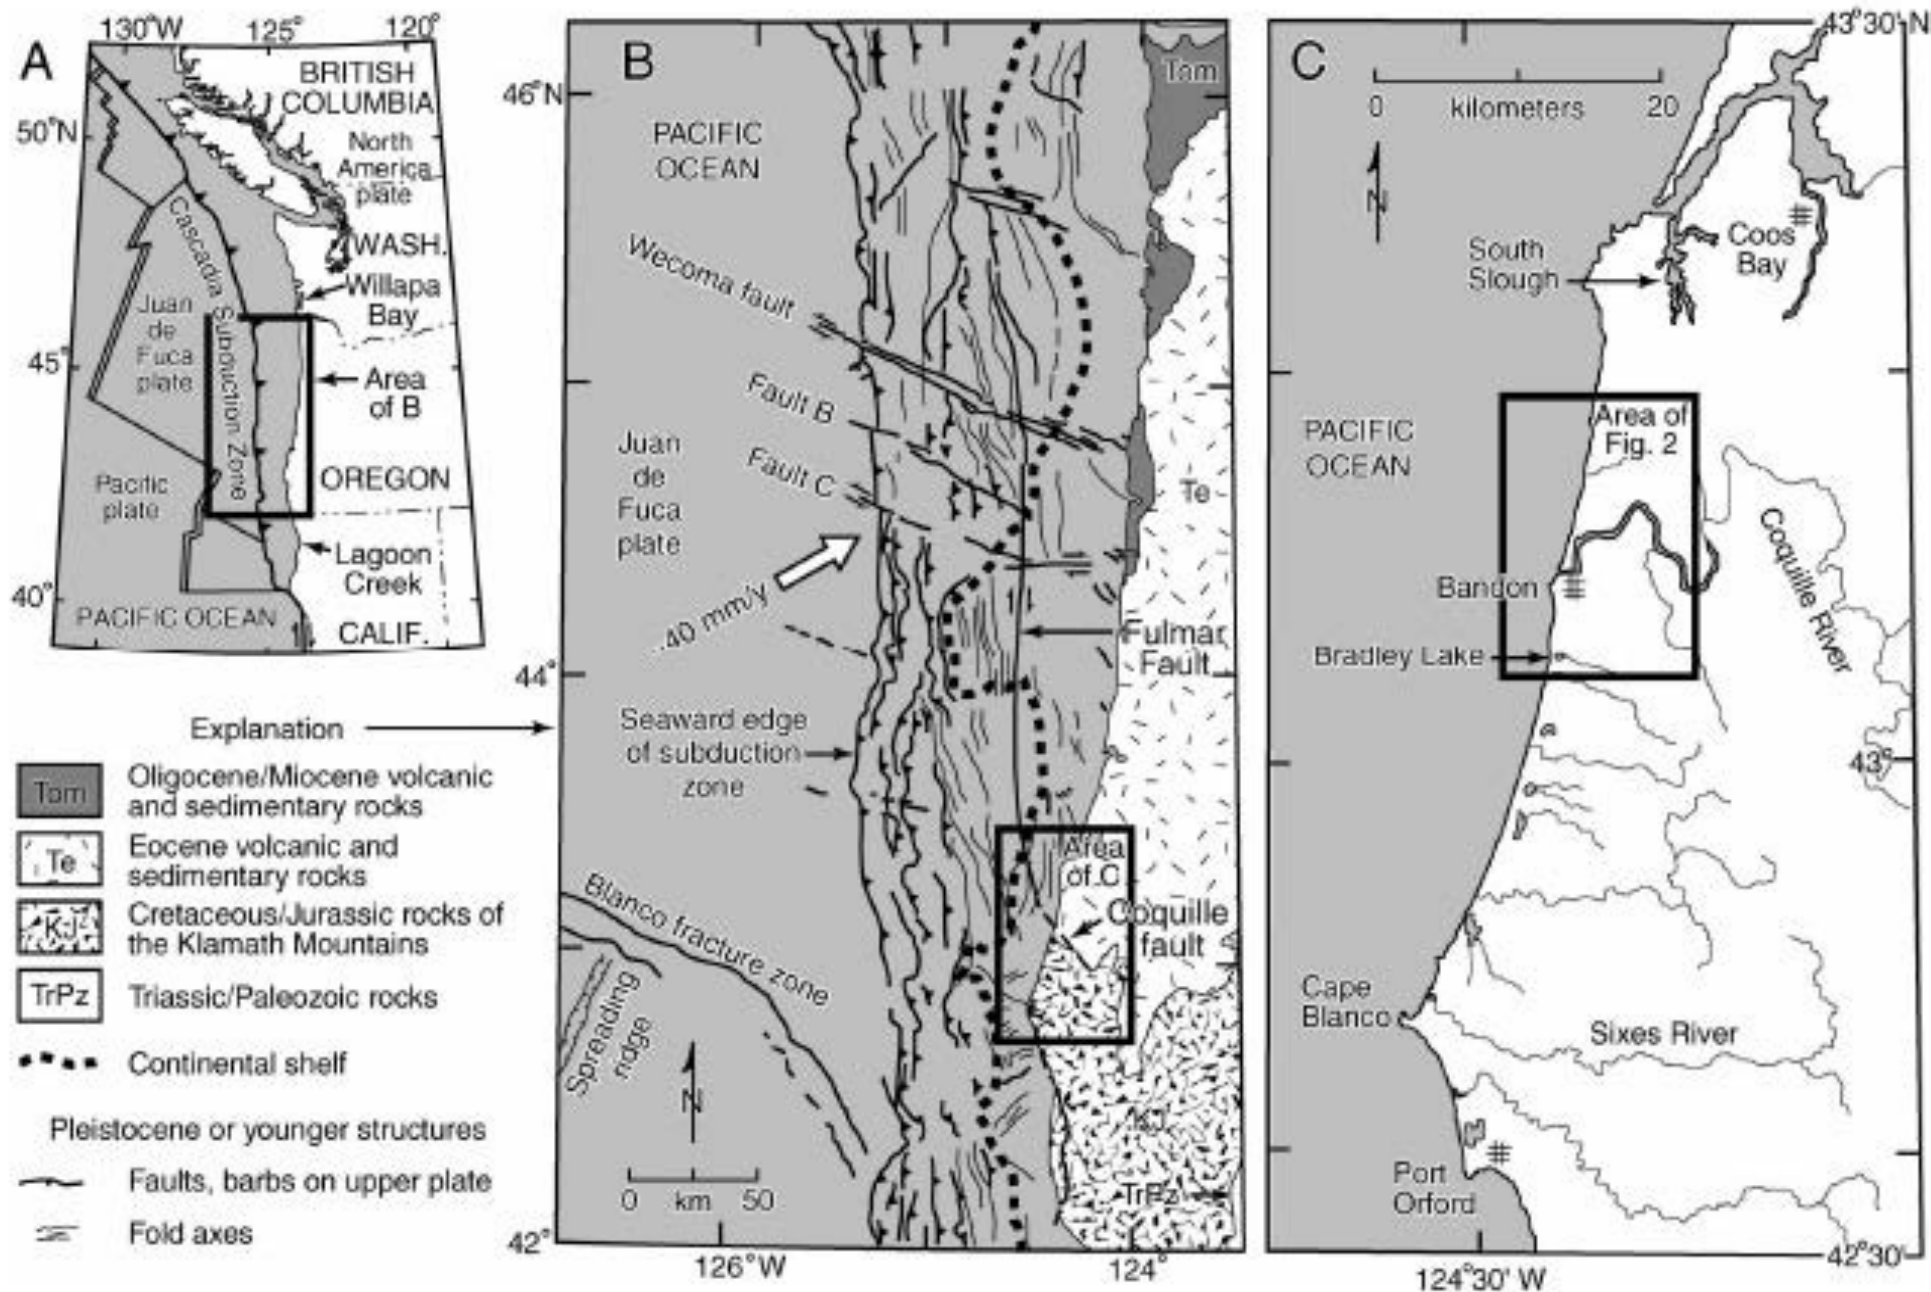 A
130°W
125°
120°
BRITISH
COLUMBIA
50°N
North
America
plate
Cascadia Subduction Zone
WASH.
Willapa
Bay
Juan
de
Fuca
plate
45°
Area
of B
Pacific
plate
OREGON
Lagoon
Creek
40°
PACIFIC OCEAN
CALIF.
Explanation
Tom
Oligocene/Miocene volcanic
and sedimentary rocks
Te
Eocene volcanic and
sedimentary rocks
KJ
Cretaceous/Jurassic rocks of
the Klamath Mountains
TrPz
Triassic/Paleozoic rocks
Continental shelf
Pleistocene or younger structures
Faults, barbs on upper plate
Fold axes
B
46°N
Tom
PACIFIC
OCEAN
Wecoma fault
Fault B
Fault C
Juan
de
Fuca
plate
Te
40 mm/y
Fulmar
Fault
44°
Seaward edge
of subduction
zone
Area
of C
Coquille
fault
Blanco fracture zone
Spreading
ridge
N
KJ
0 km 50
TrPz
42°
126°W
124°
C
43°30'N
0 kilometers 20
N
South
Slough
Coos
Bay
PACIFIC
OCEAN
Area of
Fig. 2
Coquille River
Bandon
Bradley Lake
43°
Cape
Blanco
Sixes River
Port
Orford
42°30'
124°30' W